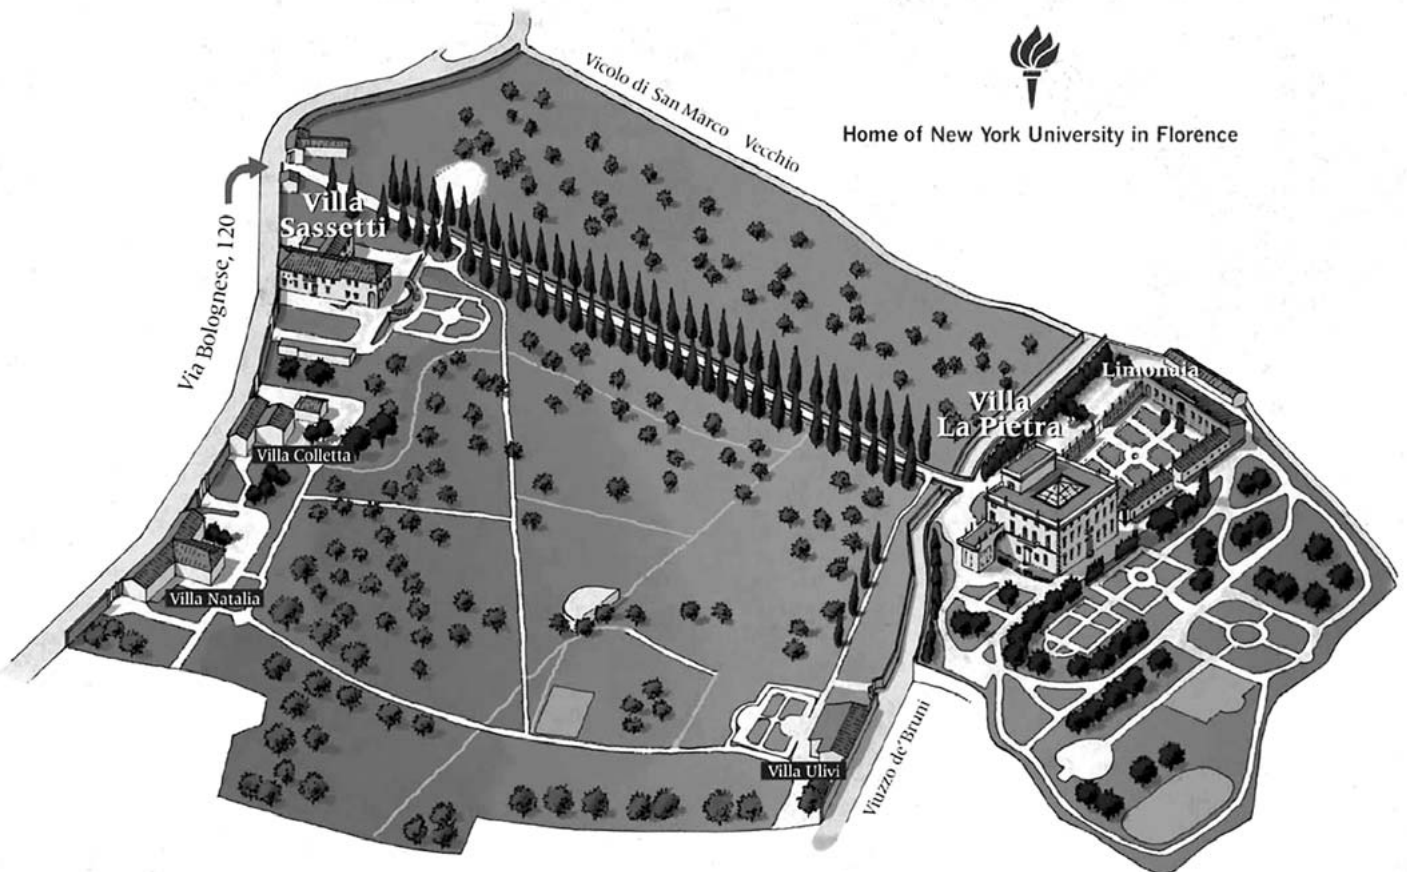 Home of New York University in Florence
Vicolo di San Marco Vecchio
Via Bolognese, 120
Villa
Sassetti
Limonaia
Villa
La Pietra
Villa Colletta
Villa Natalia
Villa Ulivi
Viuzzo de' Bruni